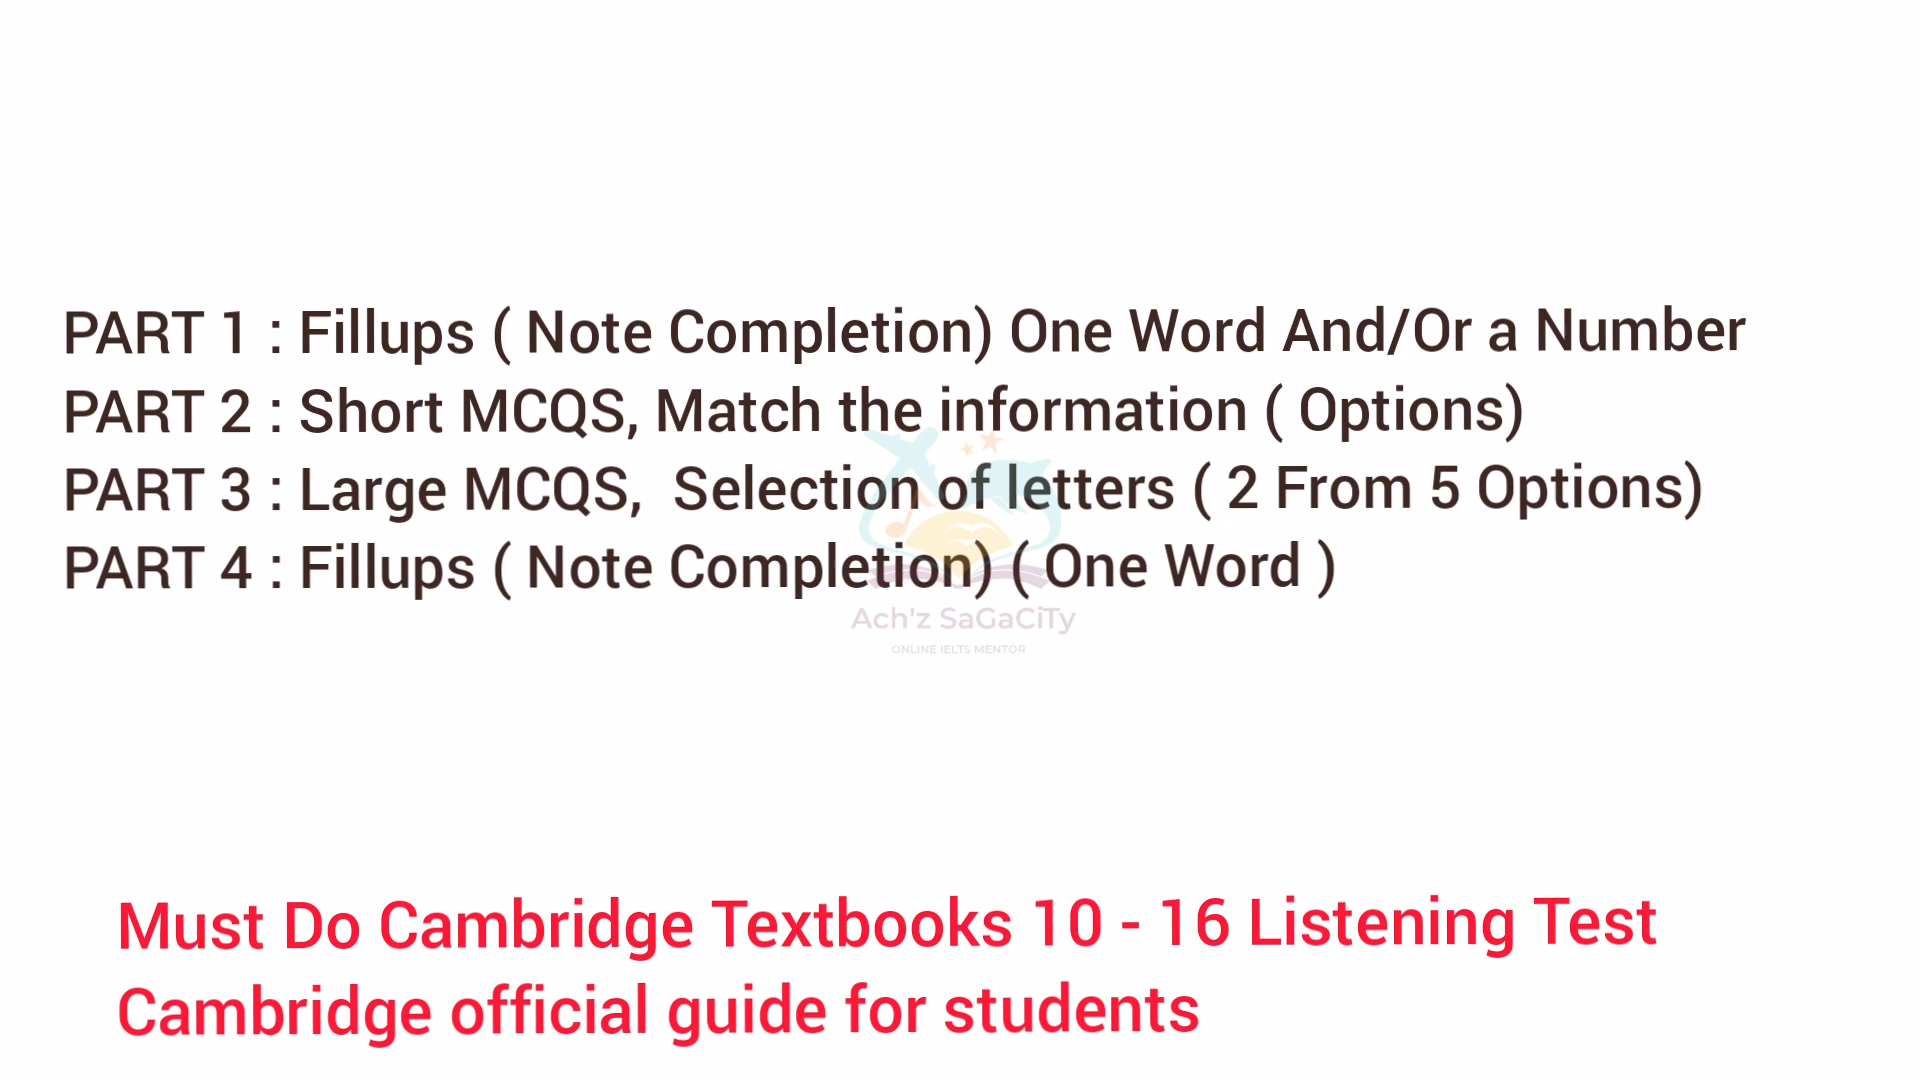 PART 1 : Fillups ( Note Completion) One Word And/Or a Number
PART 2 : Short MCQS, Match the information ( Options)
PART 3 : Large MCQS,  Selection of letters ( 2 From 5 Options)
PART 4 : Fillups ( Note Completion) ( One Word )
Ach'z SaGaCiTy
ONLINE IELTS MENTOR
Must Do Cambridge Textbooks 10 - 16 Listening Test
Cambridge official guide for students